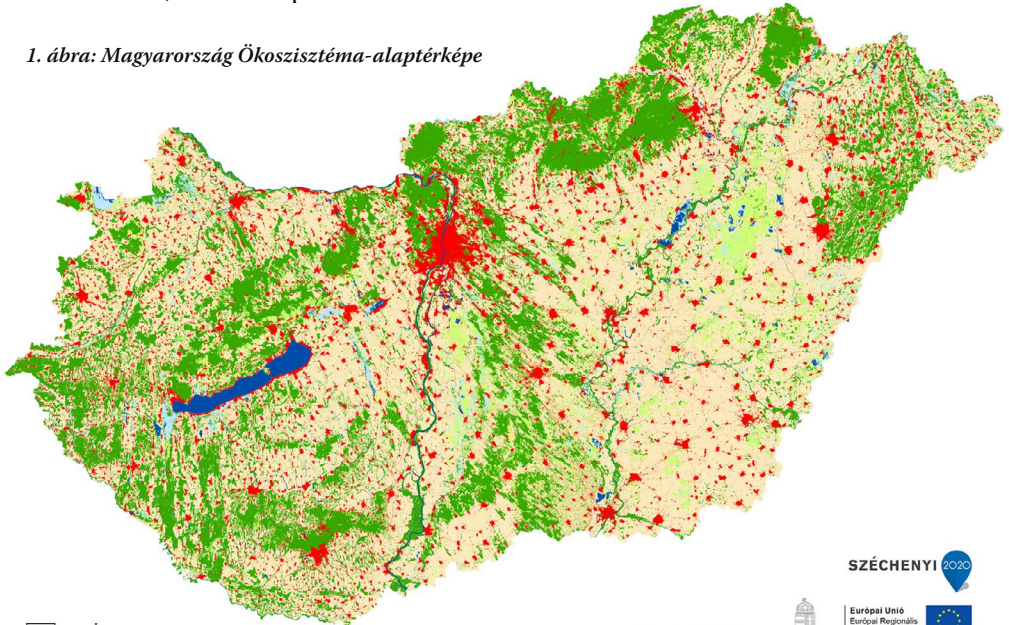 1. ábra: Magyarország Ökoszisztéma-alaptérképe
SZÉCHENYI 2020
Európai Unió
Európai Regionális